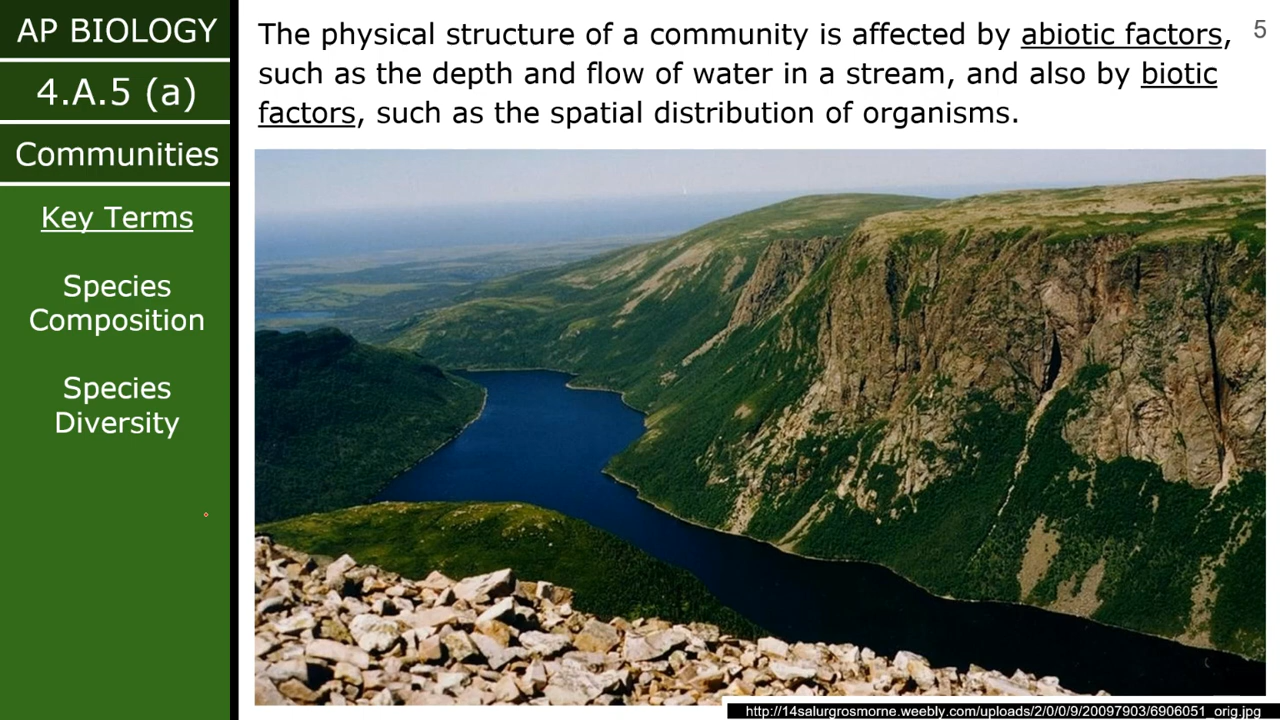 AP BIOLOGY
4.A.5 (a)
Communities
Key Terms
Species
Composition
Species
Diversity
The physical structure of a community is affected by abiotic factors,
such as the depth and flow of water in a stream, and also by biotic
factors, such as the spatial distribution of organisms.
5
http://14salurgrosmorne.weebly.com/uploads/2/0/0/9/20097903/6906051_orig.jpg